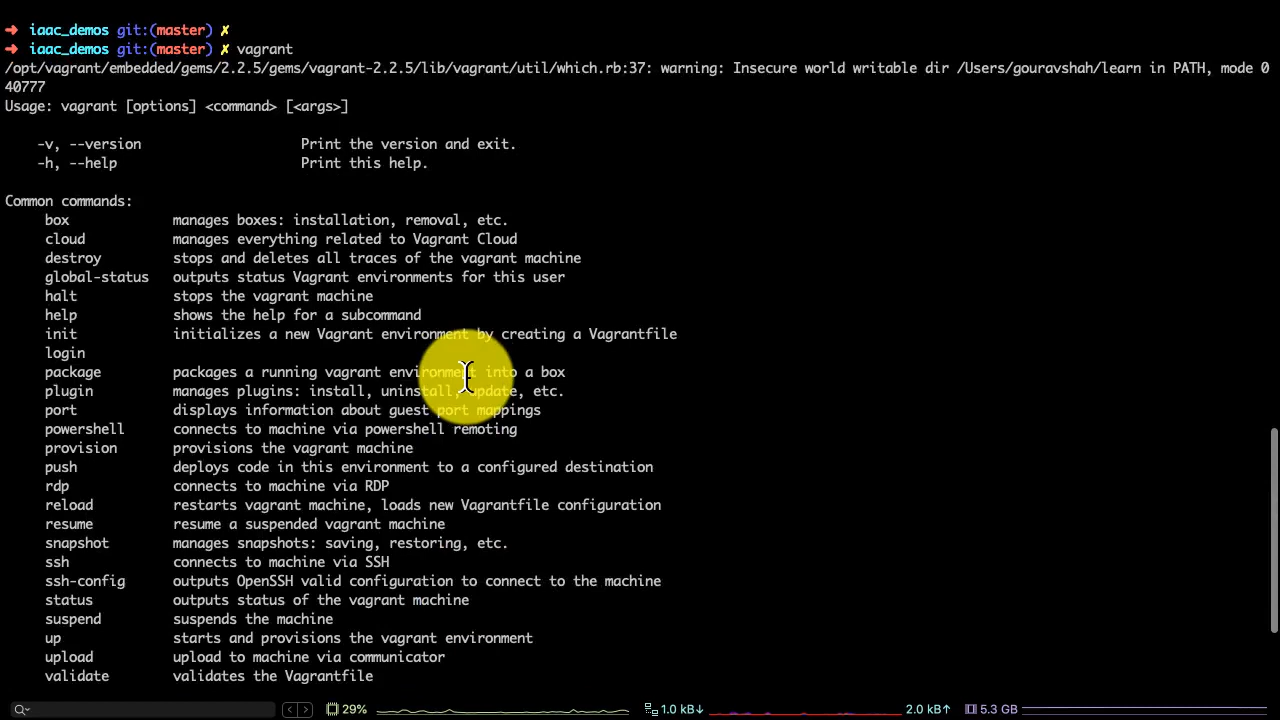 ➜ iaac_demos git:(master) ✗
➜ iaac_demos git:(master) ✗ vagrant
/opt/vagrant/embedded/gems/2.2.5/gems/vagrant-2.2.5/lib/vagrant/util/which.rb:37: warning: Insecure world writable dir /Users/gouravshah/learn in PATH, mode 0
40777
Usage: vagrant [options] <command> [<args>]
-v, --version Print the version and exit.
-h, --help Print this help.
Common commands:
box manages boxes: installation, removal, etc.
cloud manages everything related to Vagrant Cloud
destroy stops and deletes all traces of the vagrant machine
global-status outputs status Vagrant environments for this user
halt stops the vagrant machine
help shows the help for a subcommand
init initializes a new Vagrant environment by creating a Vagrantfile
login
package packages a running vagrant environment into a box
plugin manages plugins: install, uninstall, update, etc.
port displays information about guest port mappings
powershell connects to machine via powershell remoting
provision provisions the vagrant machine
push deploys code in this environment to a configured destination
rdp connects to machine via RDP
reload restarts vagrant machine, loads new Vagrantfile configuration
resume resume a suspended vagrant machine
snapshot manages snapshots: saving, restoring, etc.
ssh connects to machine via SSH
ssh-config outputs OpenSSH valid configuration to connect to the machine
status outputs status of the vagrant machine
suspend suspends the machine
up starts and provisions the vagrant environment
upload upload to machine via communicator
validate validates the Vagrantfile
29% 1.0 kB↓ 2.0 kB↑ 5.3 GB